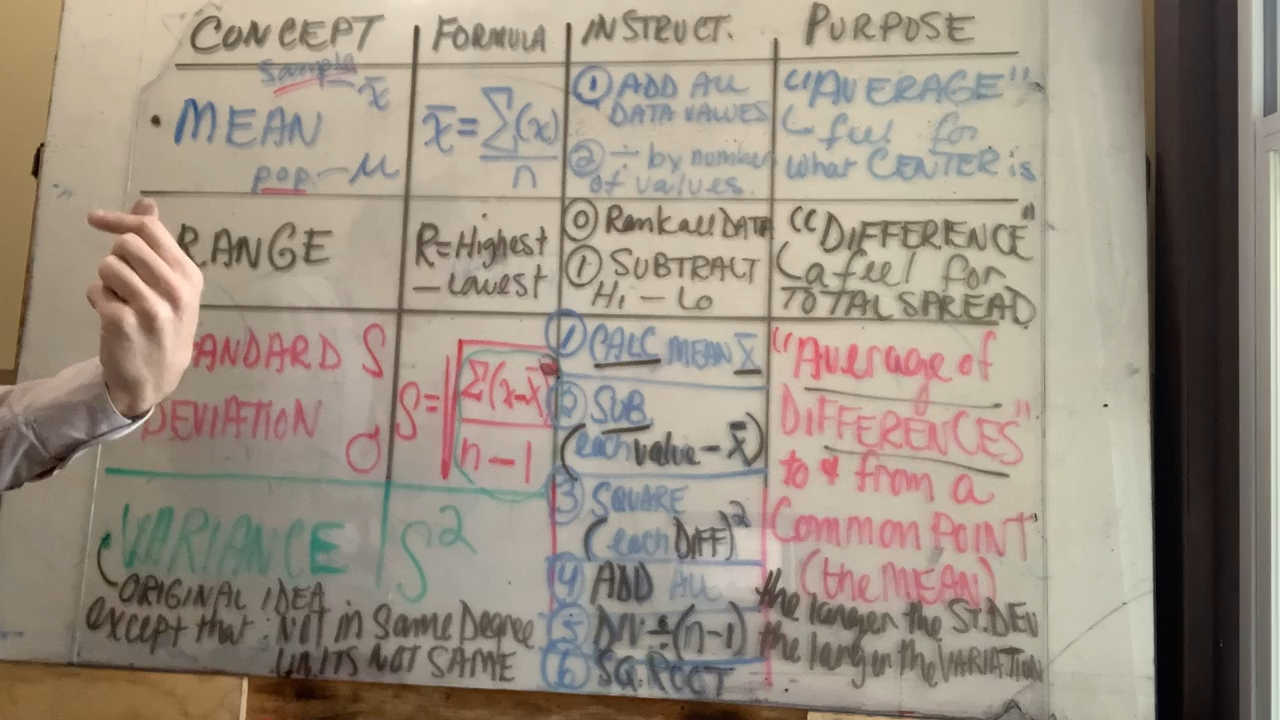 CONCEPT
FORMULA
INSTRUCT.
PURPOSE
Sample
— x̄
• MEAN
pop — μ
x̄ = Σ(x)
n
① ADD ALL
DATA VALUES
② ÷ by number
of values.
"AVERAGE"
feel for
what CENTER is
RANGE
R=Highest
— Lowest
⓪ Rank all DATA
① SUBTRACT
Hi — Lo
"DIFFERENCE"
a feel for
TOTAL SPREAD
ANDARD S
DEVIATION
σ
S = √ Σ(x-x̄)²
n-1
① CALC MEAN x̄
② SUB
(each value - x̄)
③ SQUARE
(each DIFF)²
④ ADD ALL
⑤ DIV ÷ (n-1)
⑥ SQ. ROOT
"Average of
DIFFERENCES"
to & from a
Common POINT
(the MEAN)
the larger the ST.DEV
the larger the VARIATION
VARIANCE
S²
ORIGINAL IDEA
except that: Not in Same Degree
UNITS NOT SAME